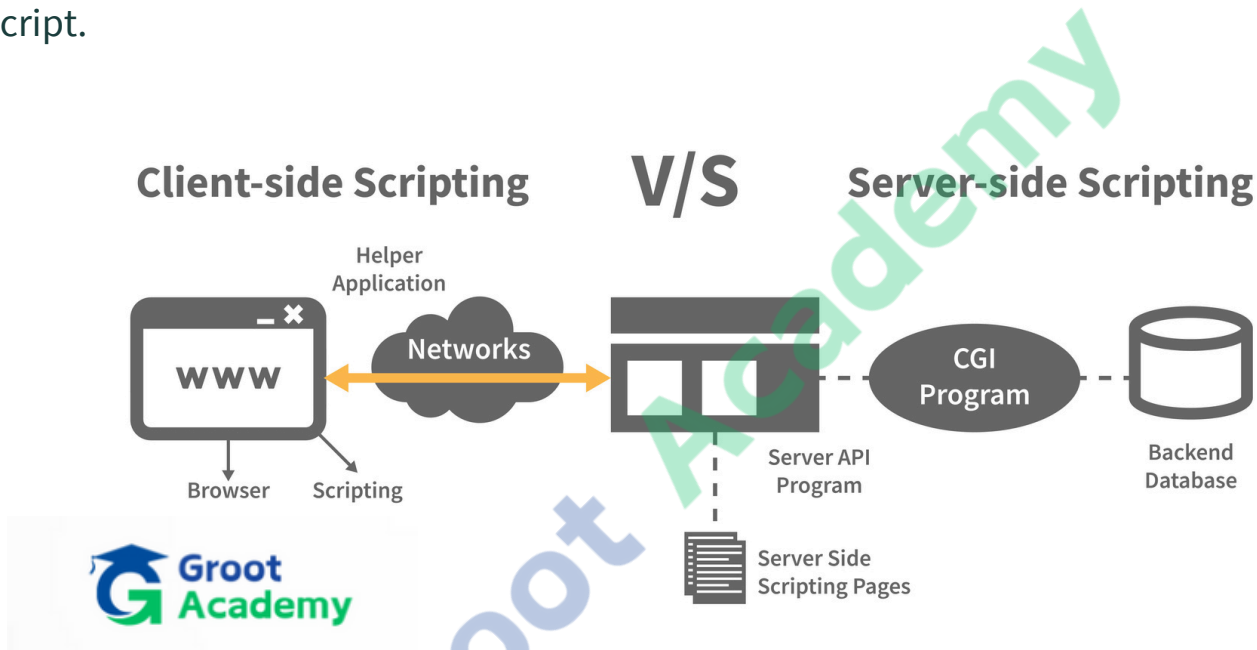 cript.
Client-side Scripting
V/S
Server-side Scripting
Helper
Application
Networks
www
CGI
Program
Browser
Scripting
Server API
Program
Backend
Database
Server Side
Scripting Pages
Groot
Academy
oot Academy